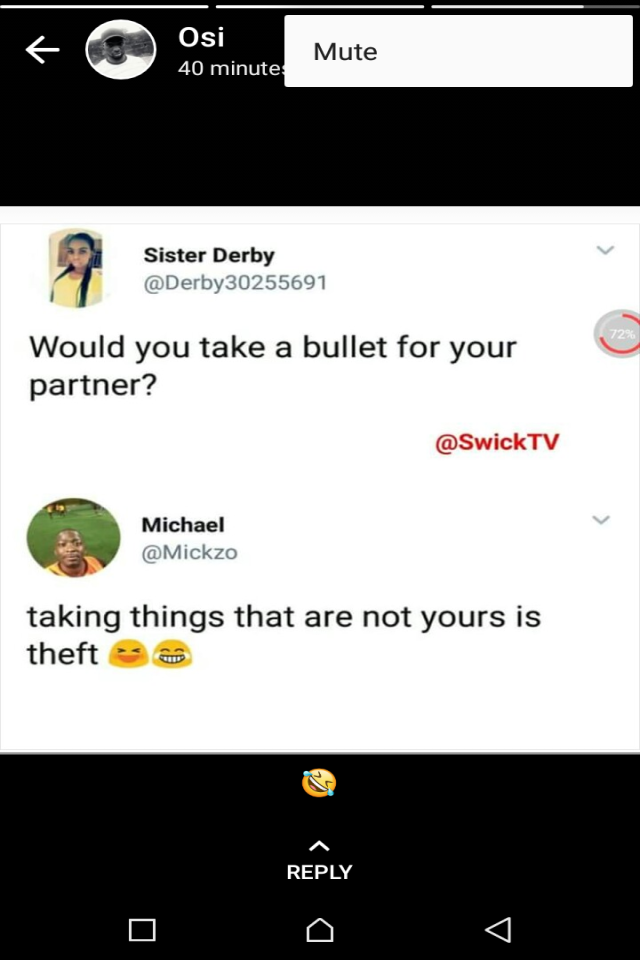 Osi
Mute
40 minutes
Sister Derby
@Derby30255691
72%
Would you take a bullet for your
partner?
@SwickTV
Michael
@Mickzo
taking things that are not yours is
theft 😆😂
🤣
REPLY